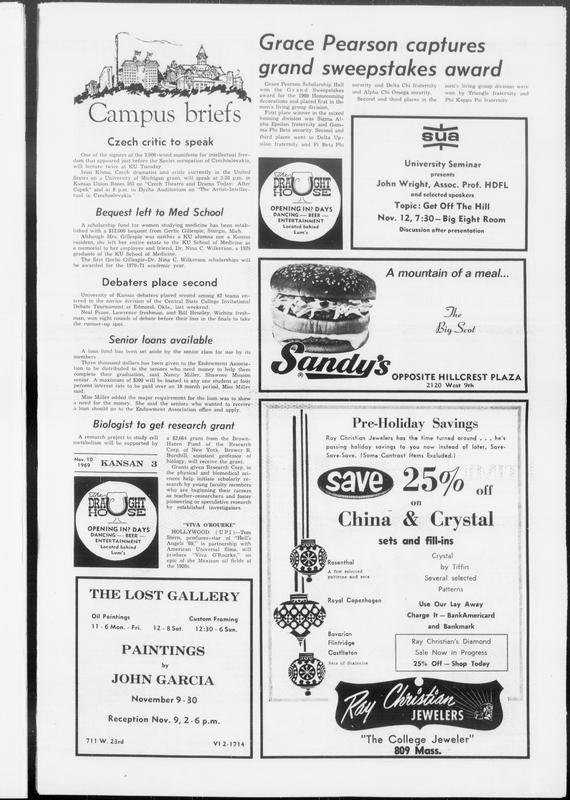 Campus briefs
Czech critic to speak
One of the signers of the 2,000-word manifesto for intellectual free-
dom that appeared just before the Soviet occupation of Czechoslovakia,
will lecture twice at KU Tuesday.
Ivan Klima, Czech dramatist and critic currently in the United
States on a University of Michigan grant, will speak at 3:30 p.m. in
Kansas Union Room 305 on "Czech Theatre and Drama Today: After
Capek" and at 8 p.m. in Dyche Auditorium on "The Artist-Intellec-
tual in Czechoslovakia."
Bequest left to Med School
A scholarship fund for women studying medicine has been estab-
lished with a $12,000 bequest from Gerlie Gillespie, Sturgis, Mich.
Although Mrs. Gillespie was neither a KU alumna nor a Kansas
resident, she left her entire estate to the KU School of Medicine as
a memorial to her employer and friend, Dr. Nina C. Wilkerson, a 1928
graduate of the KU School of Medicine.
The first Gerlie Gillespie-Dr. Nina C. Wilkerson scholarships will
be awarded for the 1970-71 academic year.
Debaters place second
University of Kansas debaters placed second among 82 teams en-
tered in the novice division of the Central State College Invitational
Debate Tournament at Edmond, Okla., last weekend.
Neal Pease, Lawrence freshman, and Bill Hensley, Wichita fresh-
man, won eight rounds of debate before their loss in the finals to take
the runner-up spot.
Senior loans available
A loan fund has been set aside by the senior class for use by its
members
Three thousand dollars has been given to the Endowment Associa-
tion to be distributed to the seniors who need money to help them
complete their graduation, said Nancy Miller, Shawnee Mission
senior. A maximum of $300 will be loaned to any one student at four
percent interest rate to be paid over an 18 month period, Miss Miller
said.
Miss Miller added the major requirement for the loan was to show
a need for the money. She said the seniors who wanted to receive
a loan should go to the Endowment Association office and apply.
Biologist to get research grant
A research project to study cell
metabolism will be supported by
a $2,664 grant from the Brown-
Hazen Fund of the Research
Corp. of New York. Brower R.
Burchill, assistant professor of
biology, will receive the grant.
Grants given Research Corp. to
the physical and biomedical sci-
ences help initiate scholarly re-
search by young faculty members
who are beginning their careers
as teacher-researchers and foster
pioneering or speculative research
by established investigators.
Nov. 10
1969 KANSAN 3
The
DRAUGHT
HOUSE
OPENING IN? DAYS
DANCING — BEER —
ENTERTAINMENT
Located behind
Lum's
"VIVA O'ROURKE"
HOLLYWOOD (UPI)—Tom
Stern, producer-star of "Hell's
Angels '69," in partnership with
American Universal films, will
produce "Viva O'Rourke," an
epic of the Mexican oil fields of
the 1920s.
THE LOST GALLERY
Oil Paintings Custom Framing
11 - 6 Mon. - Fri. 12 - 8 Sat. 12:30 - 6 Sun.
PAINTINGS
by
JOHN GARCIA
November 9-30
Reception Nov. 9, 2-6 p.m.
711 W. 23rd VI 2-1714
Grace Pearson captures
grand sweepstakes award
Grace Pearson Scholarship Hall
won the Grand Sweepstakes
award for the 1969 Homecoming
decorations and placed first in the
men's living group division.
First place winner in the mixed
housing division was Sigma Al-
pha Epsilon fraternity and Gam-
ma Phi Beta sorority. Second and
third places went to Delta Up-
silon fraternity and Pi Beta Phi
sorority and Delta Chi fraternity
and Alpha Chi Omega sorority.
Second and third places in the
men's living group division were
won by Triangle fraternity and
Phi Kappa Psi fraternity
The
DRAUGHT
HOUSE
OPENING IN? DAYS
DANCING — BEER —
ENTERTAINMENT
Located behind
Lum's
sua
University Seminar
presents
John Wright, Assoc. Prof. HDFL
and selected speakers
Topic: Get Off The Hill
Nov. 12, 7:30 – Big Eight Room
Discussion after presentation
A mountain of a meal...
The
Big Scot
Sandy's
OPPOSITE HILLCREST PLAZA
2120 West 9th
Pre-Holiday Savings
Ray Christian Jewelers has the time turned around . . . he's
passing holiday savings to you now instead of later. Save-
Save-Save. (Some Contract Items Excluded.)
save 25% off
on
China & Crystal
sets and fill-ins
Rosenthal
A few selected
patterns and sets
Royal Copenhagen
Bavarian
Flintridge
Castleton
Sets of Stainless
Crystal
by Tiffin
Several selected
Patterns
Use Our Lay Away
Charge It — BankAmericard
and Bankmark
Ray Christian's Diamond
Sale Now in Progress
25% Off — Shop Today
Ray Christian
JEWELERS
"The College Jeweler"
809 Mass.